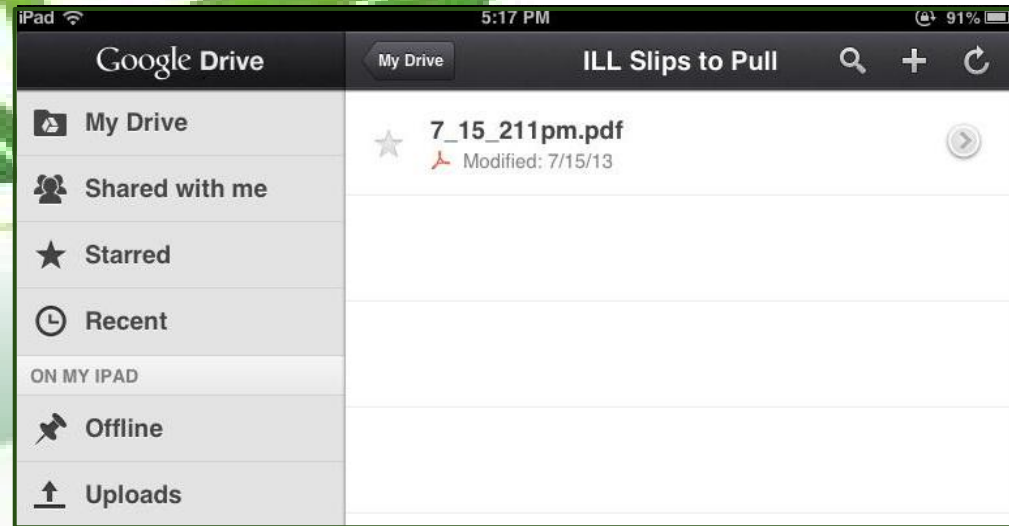 iPad 5:17 PM 91%
Google Drive
My Drive
Shared with me
Starred
Recent
ON MY IPAD
Offline
Uploads
My Drive ILL Slips to Pull
7_15_211pm.pdf
Modified: 7/15/13